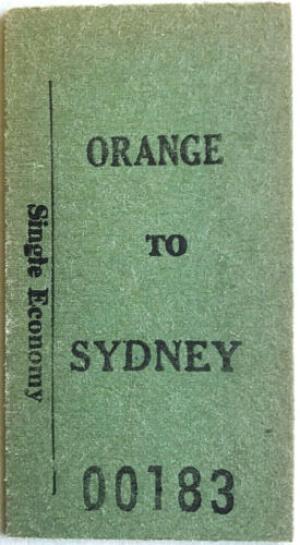 ORANGE
TO
SYDNEY
Single Economy
00183